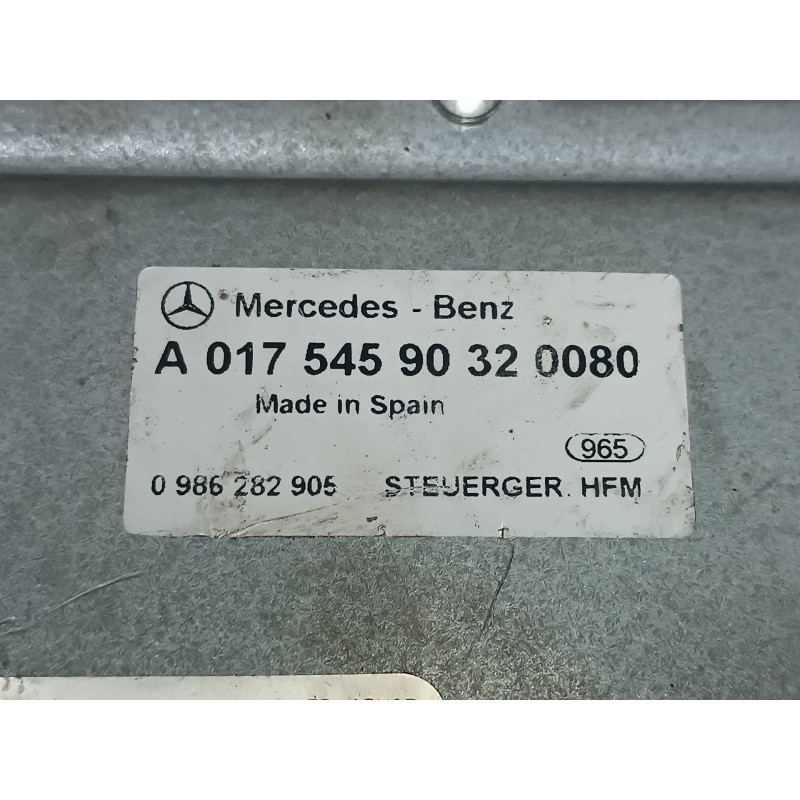 Mercedes - Benz
A 017 545 90 32 0080
Made in Spain
965
0 986 282 905 STEUERGER. HFM